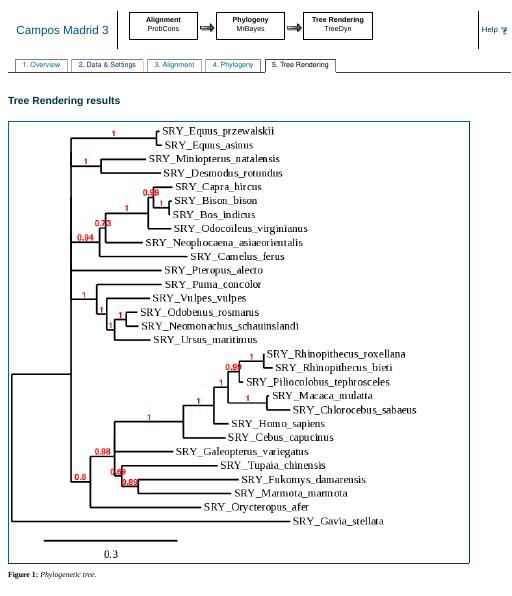 Campos Madrid 3
Alignment
ProbCons
Phylogeny
MrBayes
Tree Rendering
TreeDyn
Help
1. Overview
2. Data & Settings
3. Alignment
4. Phylogeny
5. Tree Rendering
Tree Rendering results
1
SRY_Equus_przewalskii
SRY_Equus_asinus
1
SRY_Miniopterus_natalensis
SRY_Desmodus_rotundus
SRY_Capra_hircus
0.99
SRY_Bison_bison
1
SRY_Bos_indicus
1
SRY_Odocoileus_virginianus
0.73
SRY_Neophocaena_asiaeorientalis
0.94
SRY_Camelus_ferus
SRY_Pteropus_alecto
SRY_Puma_concolor
1
SRY_Vulpes_vulpes
1
SRY_Odobenus_rosmarus
1
SRY_Neomonachus_schauinslandi
1
SRY_Ursus_maritimus
SRY_Rhinopithecus_roxellana
1
SRY_Rhinopithecus_bieti
0.99
SRY_Piliocolobus_tephrosceles
1
SRY_Macaca_mulatta
1
SRY_Chlorocebus_sabaeus
1
SRY_Homo_sapiens
1
SRY_Cebus_capucinus
SRY_Galeopterus_variegatus
0.98
SRY_Tupaia_chinensis
SRY_Fukomys_damarensis
0.89
SRY_Marmota_marmota
0.8
SRY_Orycteropus_afer
SRY_Gavia_stellata
0.3
Figure 1: Phylogenetic tree.